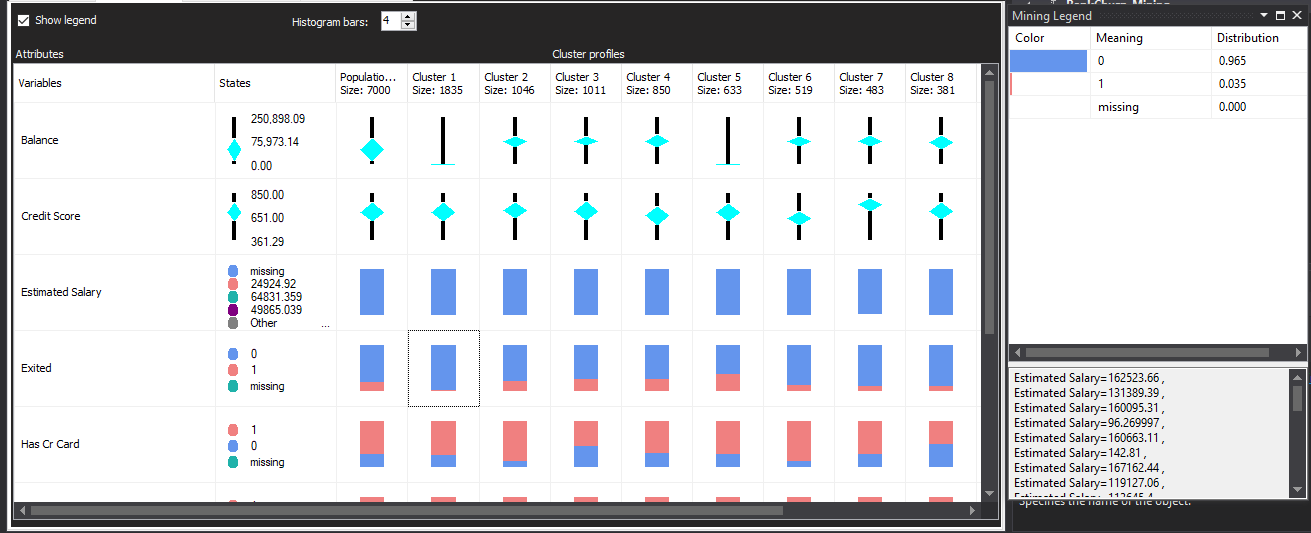 BankChurn_Mining
Show legend
Histogram bars: 4
Mining Legend
Color Meaning Distribution
0 0.965
1 0.035
missing 0.000
Attributes Cluster profiles
Variables States Populatio... Size: 7000 Cluster 1 Size: 1835 Cluster 2 Size: 1046 Cluster 3 Size: 1011 Cluster 4 Size: 850 Cluster 5 Size: 633 Cluster 6 Size: 519 Cluster 7 Size: 483 Cluster 8 Size: 381
Balance
250,898.09
75,973.14
0.00
Credit Score
850.00
651.00
361.29
Estimated Salary
missing
24924.92
64831.359
49865.039
Other ...
Exited
0
1
missing
Has Cr Card
1
0
missing
Estimated Salary=162523.66 ,
Estimated Salary=131389.39 ,
Estimated Salary=160095.31 ,
Estimated Salary=96.269997 ,
Estimated Salary=160663.11 ,
Estimated Salary=142.81 ,
Estimated Salary=167162.44 ,
Estimated Salary=119127.06 ,
Specifies the name of the object.